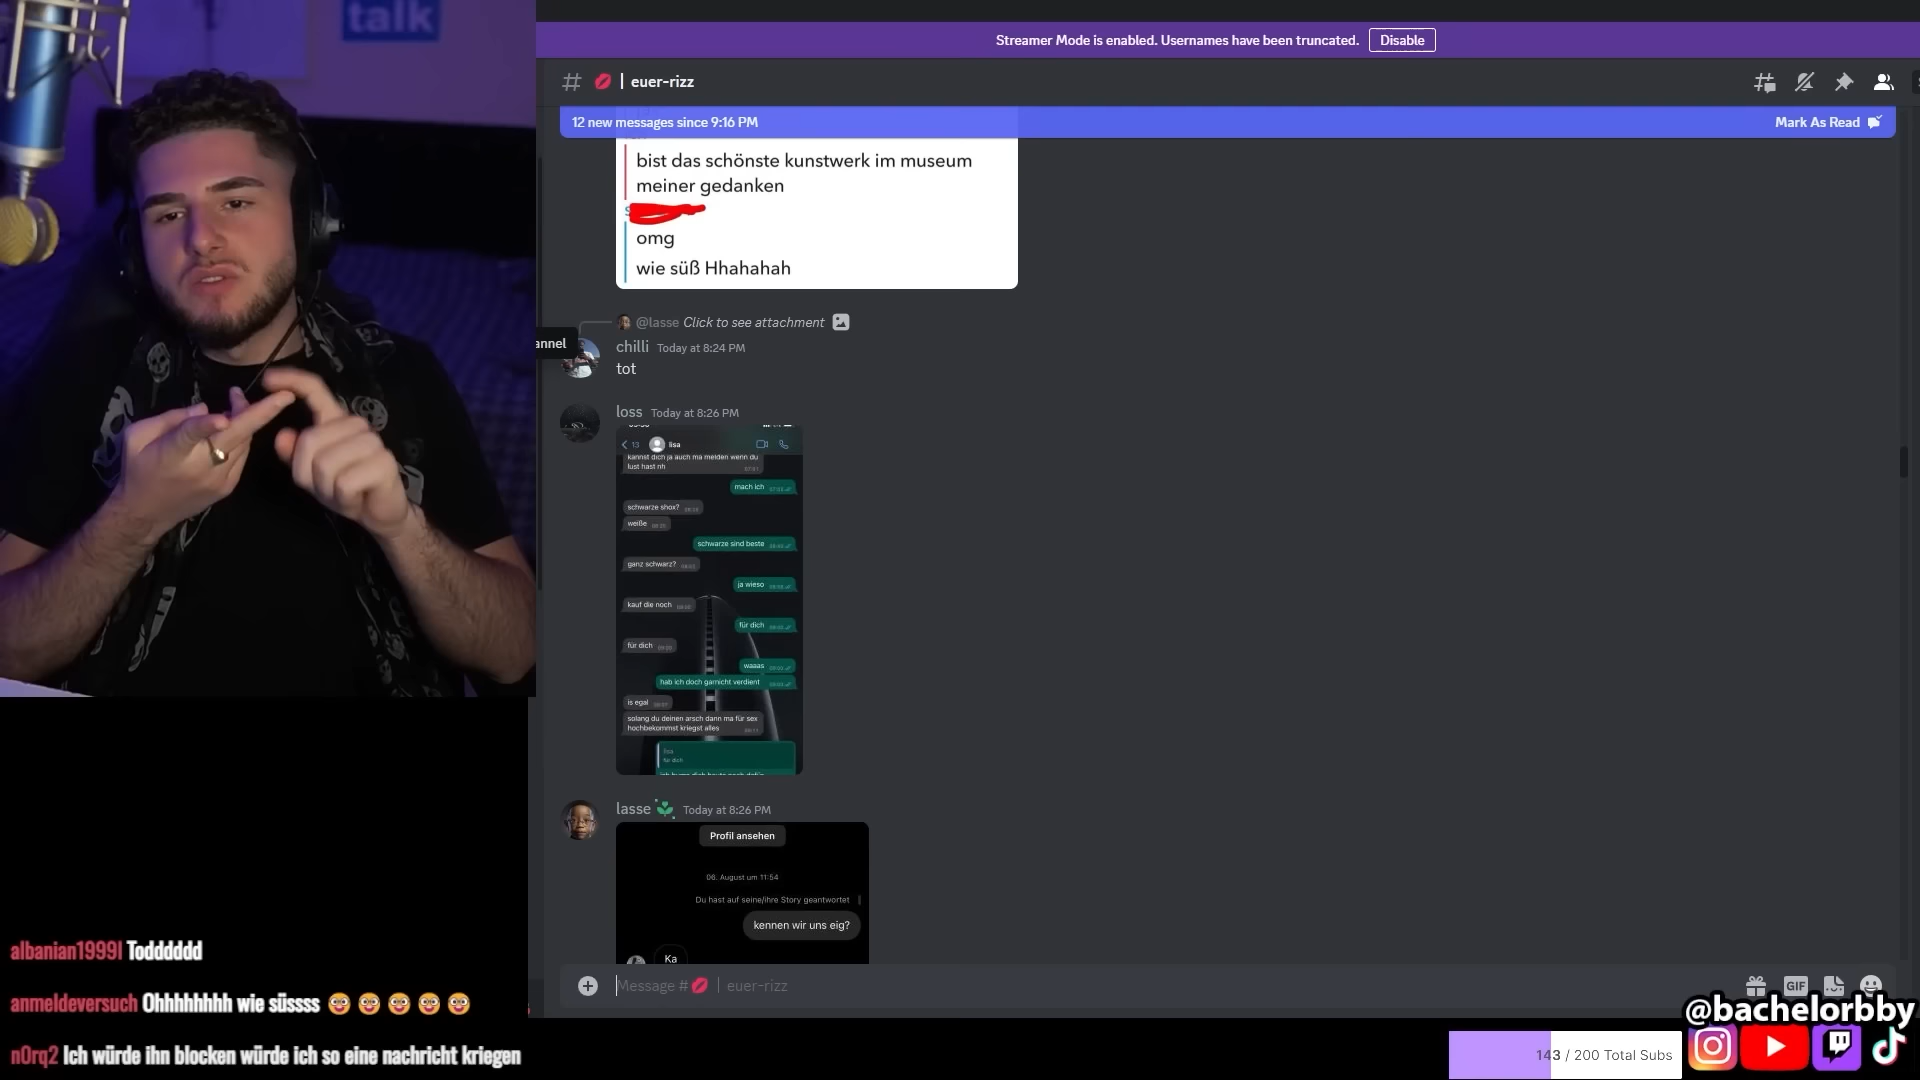 talk
Streamer Mode is enabled. Usernames have been truncated.
Disable
euer-rizz
12 new messages since 9:16 PM
Mark As Read
bist das schönste kunstwerk im museum
meiner gedanken
omg
wie süß Hhahahah
@lasse Click to see attachment
annel
chilli Today at 8:24 PM
tot
loss Today at 8:26 PM
13 lisa
kannst dich ja auch ma melden wenn du
lust hast nh
mach ich
schwarze shox?
weiße
schwarze sind beste
ganz schwarz?
ja wieso
kauf die noch
für dich
für dich
waaas
hab ich doch garnicht verdient
is egal
solang du deinen arsch dann ma für sex
hochbekommst kriegst alles
lisa
für dich
lasse Today at 8:26 PM
Profil ansehen
06. August um 11:54
Du hast auf seine/ihre Story geantwortet
kennen wir uns eig?
Ka
Message # | euer-rizz
GIF
albanian1999l Todddddd
anmeldeversuch Ohhhhhhhh wie süssss
n0rq2 Ich würde ihn blocken würde ich so eine nachricht kriegen
@bachelorbby
143 / 200 Total Subs